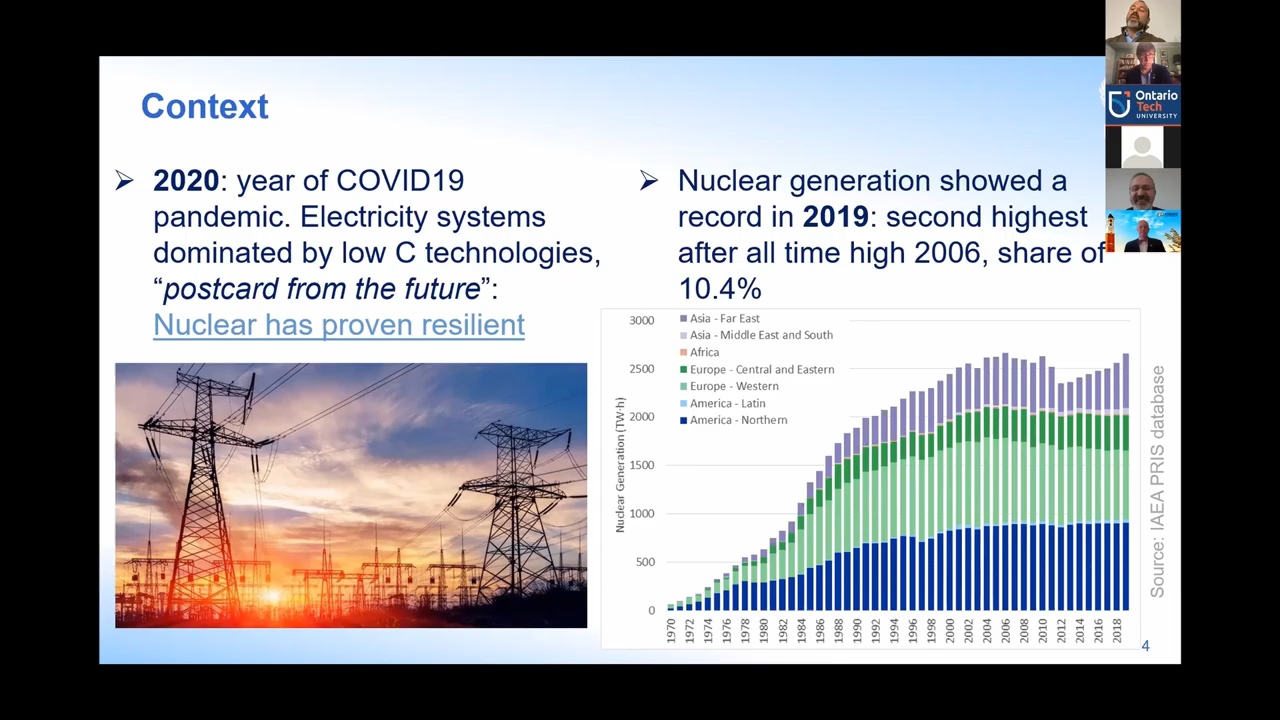 Context
➢ 2020: year of COVID19
pandemic. Electricity systems
dominated by low C technologies,
“postcard from the future”:
Nuclear has proven resilient
➢ Nuclear generation showed a
record in 2019: second highest
after all time high 2006, share of
10.4%
Ontario
Tech
UNIVERSITY
Nuclear Generation (TW·h)
3000
2500
2000
1500
1000
500
0
Asia - Far East
Asia - Middle East and South
Africa
Europe - Central and Eastern
Europe - Western
America - Latin
America - Northern
1970
1972
1974
1976
1978
1980
1982
1984
1986
1988
1990
1992
1994
1996
1998
2000
2002
2004
2006
2008
2010
2012
2014
2016
2018
Source: IAEA PRIS database
4